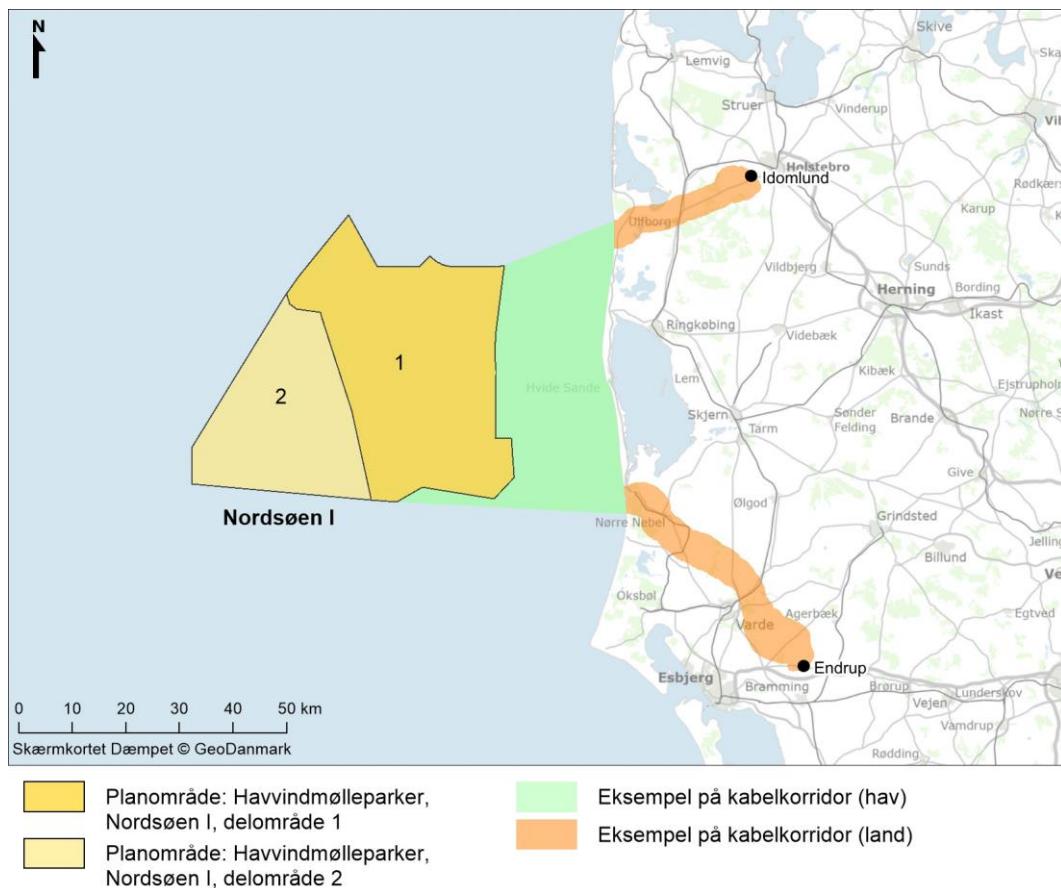 N
Skive
Lemvig
Struer
Vinderup
Holstebro
Idomlund
Ulfborg
Karup
Vildbjerg
Sunds
Herning
Bording
Ikast
Ringkøbing
Videbæk
1
2
Hvide Sande
Lem
Kibæk
Skjern
Sønder
Felding
Brande
Tarm
Give
Nordsøen I
Nørre Nebel
Ølgod
Grindsted
Billund
Oksbøl
Agerbæk
Varde
Egtved
Endrup
Esbjerg
Bramming
Brørup
Lunderskov
Vejen
Vamdrup
Rødding
0 10 20 30 40 50 km
Skærmkortet Dæmpet © GeoDanmark
Planområde: Havvindmølleparker,
Nordsøen I, delområde 1
Planområde: Havvindmølleparker,
Nordsøen I, delområde 2
Eksempel på kabelkorridor (hav)
Eksempel på kabelkorridor (land)